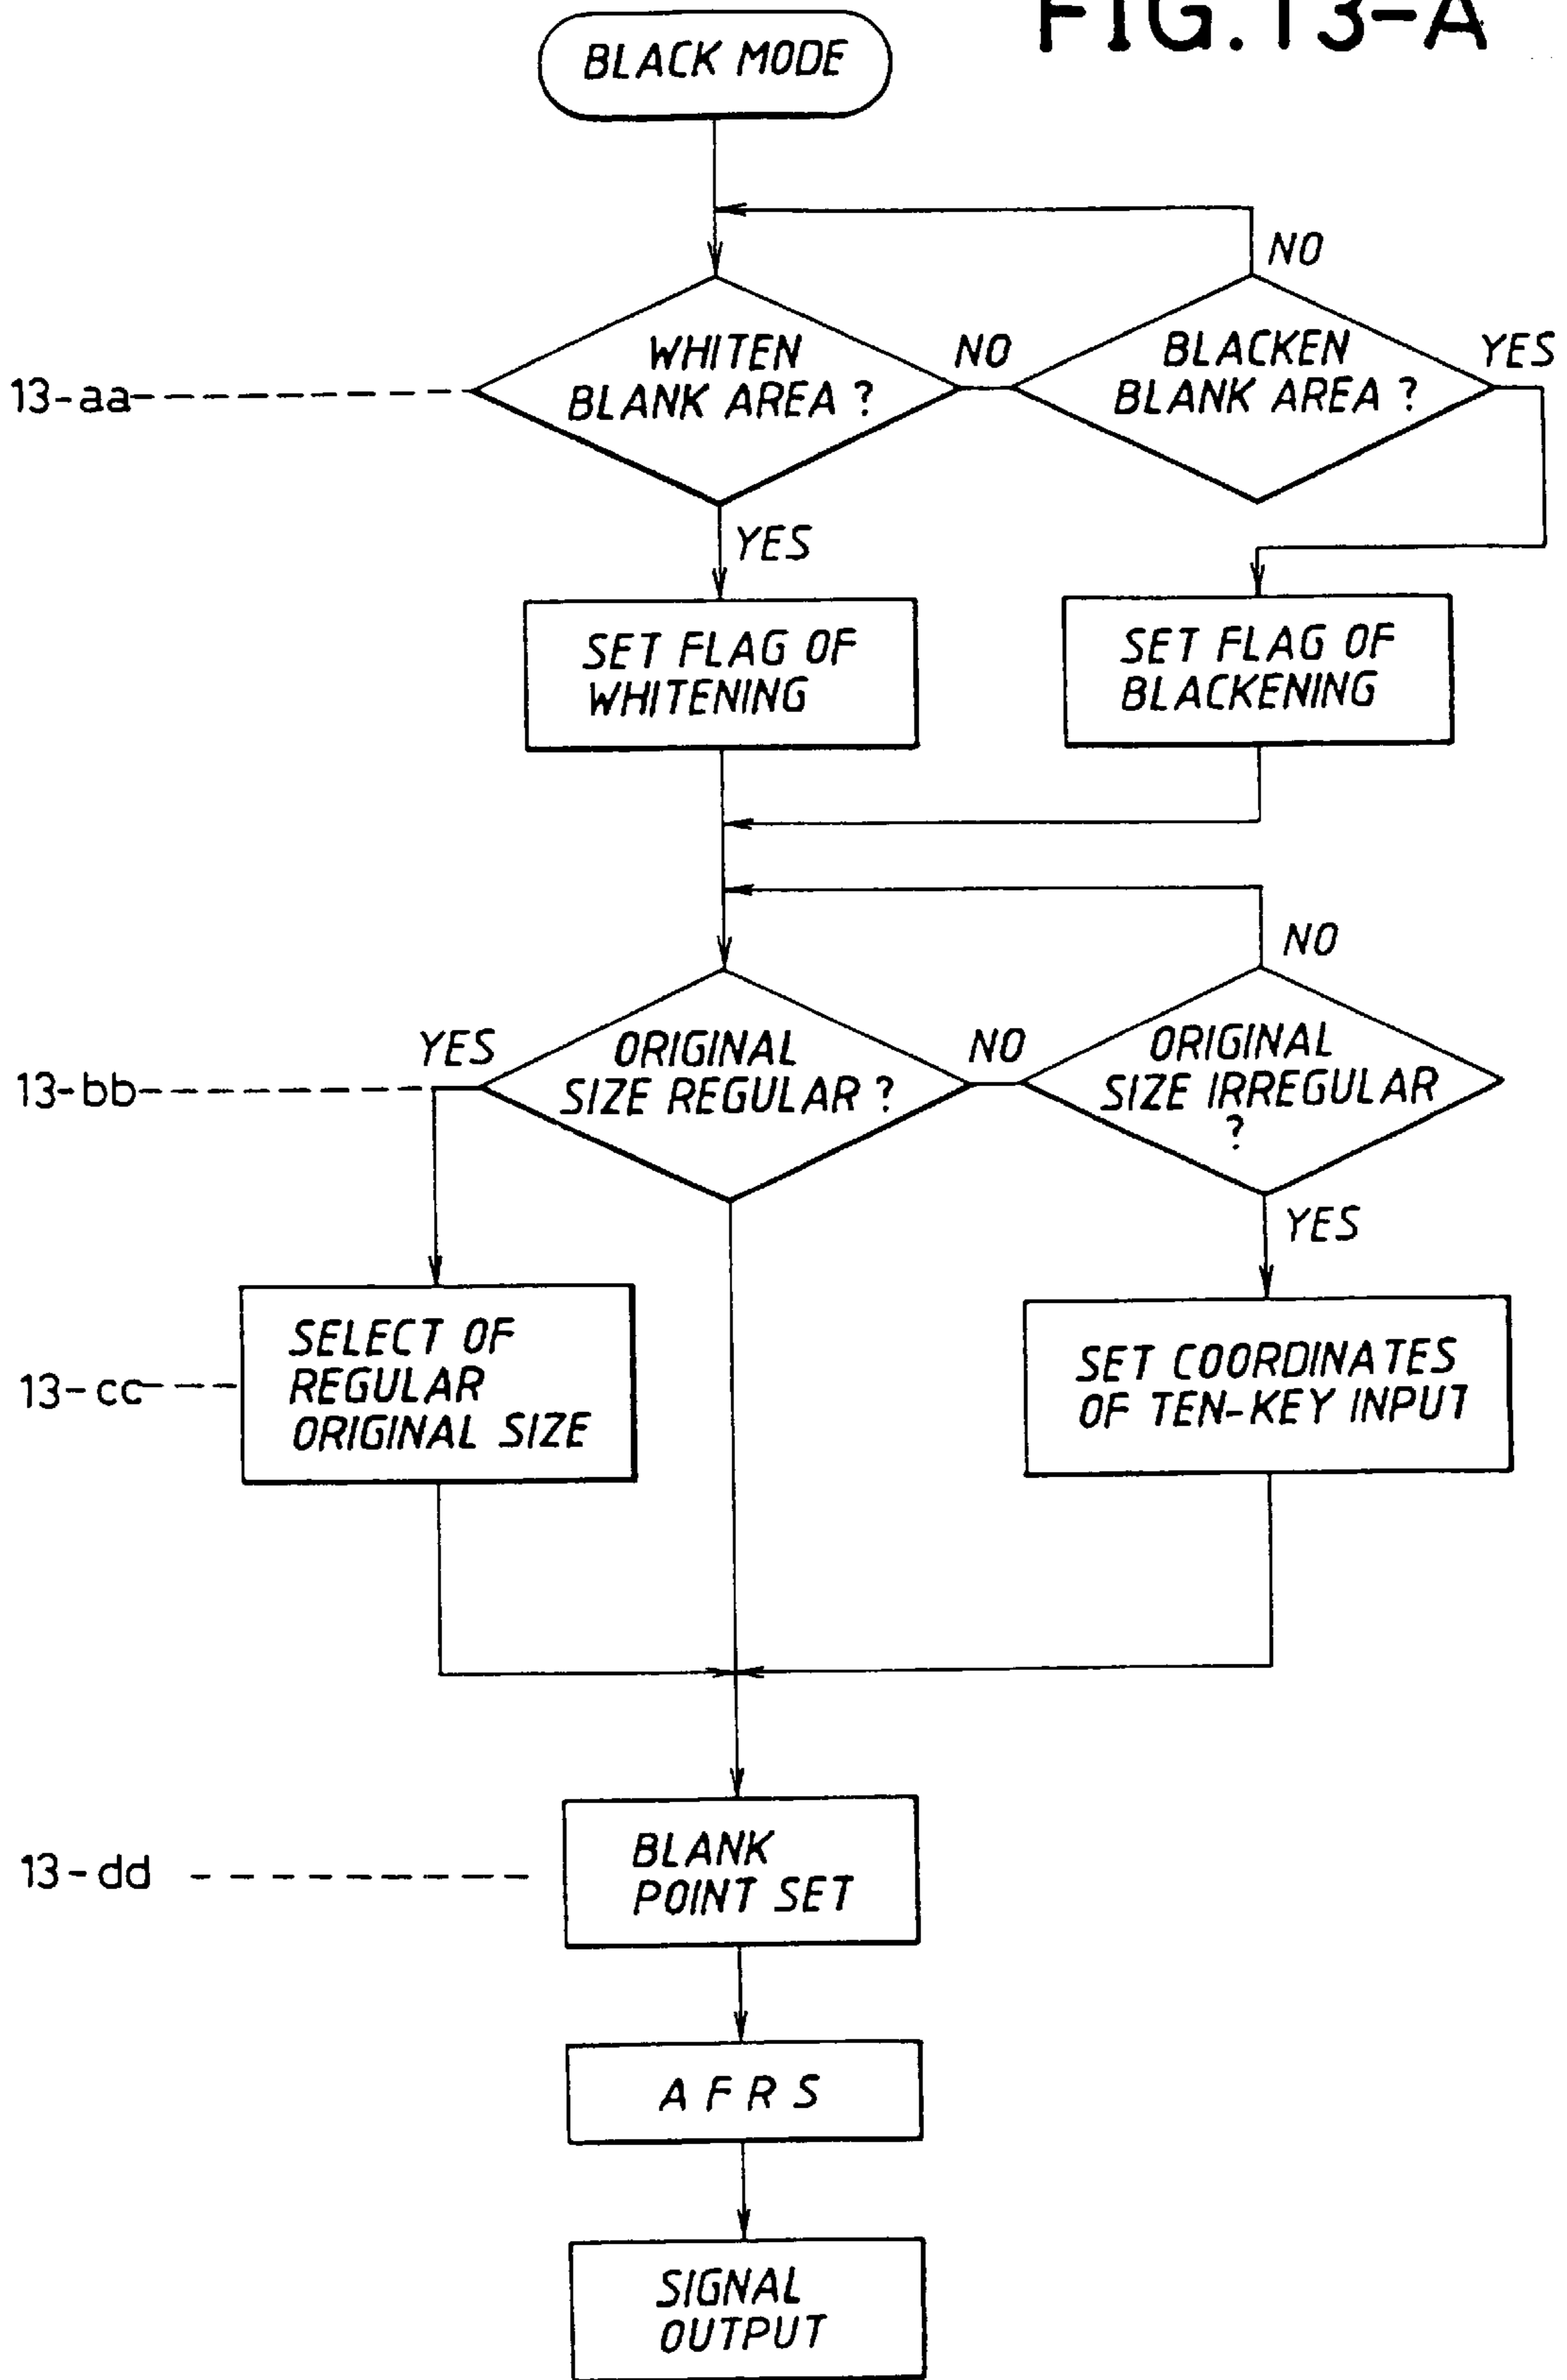 FIG.13-A
BLACK MODE
NO
13-aa
WHITEN
BLANK AREA ?
NO
BLACKEN
BLANK AREA ?
YES
YES
SET FLAG OF
WHITENING
SET FLAG OF
BLACKENING
NO
13-bb
YES
ORIGINAL
SIZE REGULAR ?
NO
ORIGINAL
SIZE IRREGULAR
?
YES
13-cc
SELECT OF
REGULAR
ORIGINAL SIZE
SET COORDINATES
OF TEN-KEY INPUT
13-dd
BLANK
POINT SET
A F R S
SIGNAL
OUTPUT